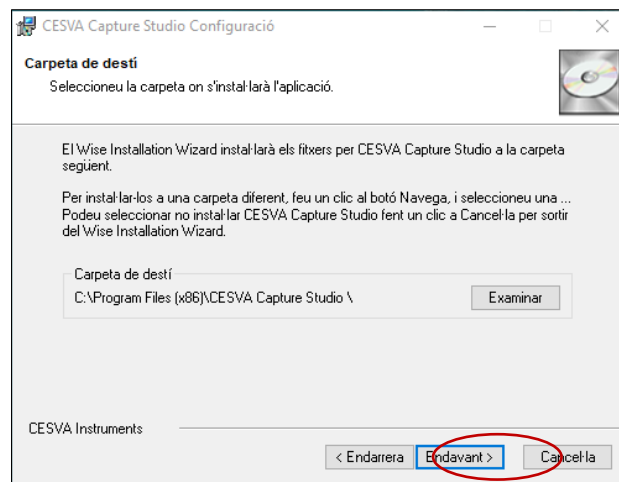 CESVA Capture Studio Configuració
Carpeta de destí
Seleccioneu la carpeta on s'instal·larà l'aplicació.
El Wise Installation Wizard instal·larà els fitxers per CESVA Capture Studio a la carpeta
següent.
Per instal·lar-los a una carpeta diferent, feu un clic al botó Navega, i seleccioneu una ...
Podeu seleccionar no instal·lar CESVA Capture Studio fent un clic a Cancel·la per sortir
del Wise Installation Wizard.
Carpeta de destí
C:\Program Files (x86)\CESVA Capture Studio \
Examinar
CESVA Instruments
< Endarrera
Endavant >
Cancel·la